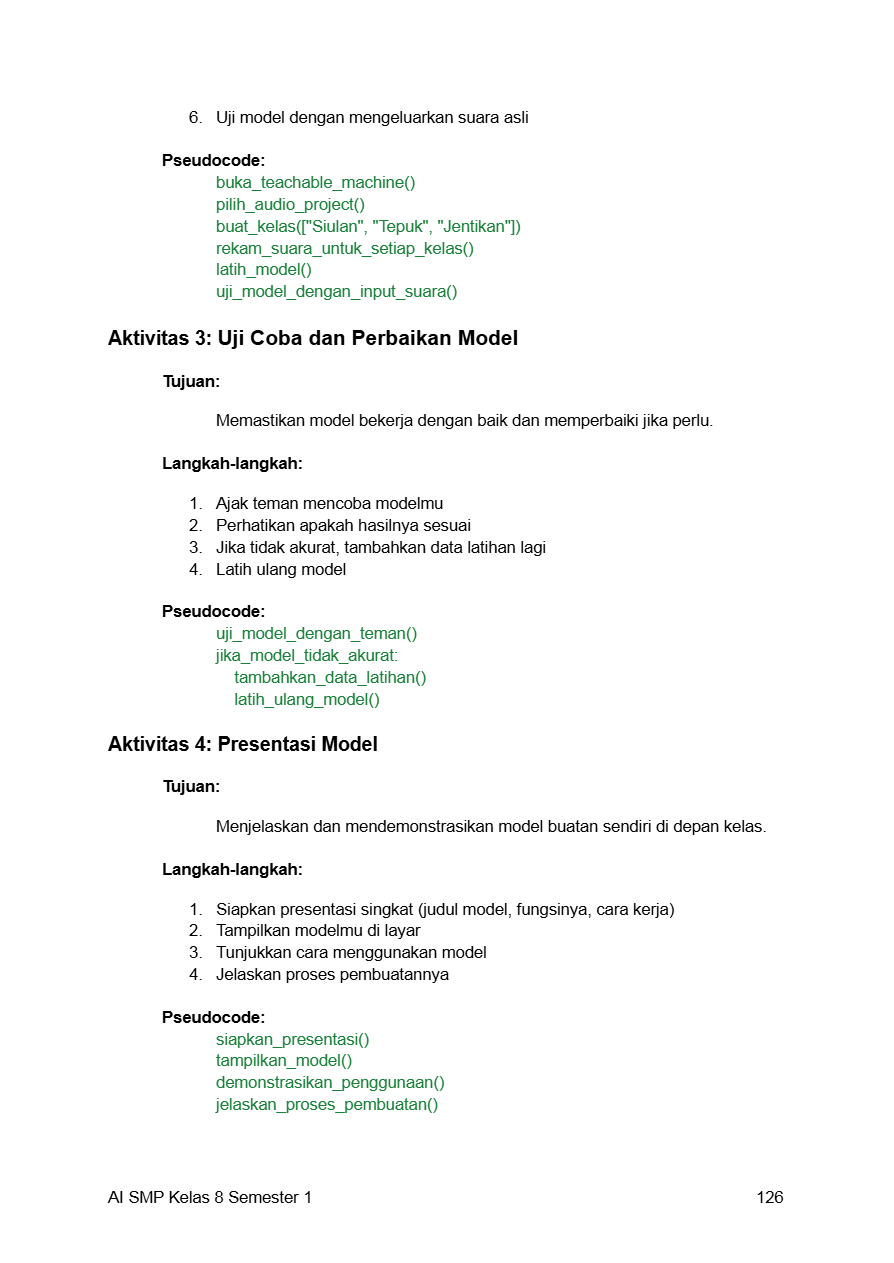 6. Uji model dengan mengeluarkan suara asli
Pseudocode:
buka_teachable_machine()
pilih_audio_project()
buat_kelas(["Siulan", "Tepuk", "Jentikan"])
rekam_suara_untuk_setiap_kelas()
latih_model()
uji_model_dengan_input_suara()
Aktivitas 3: Uji Coba dan Perbaikan Model
Tujuan:
Memastikan model bekerja dengan baik dan memperbaiki jika perlu.
Langkah-langkah:
1. Ajak teman mencoba modelmu
2. Perhatikan apakah hasilnya sesuai
3. Jika tidak akurat, tambahkan data latihan lagi
4. Latih ulang model
Pseudocode:
uji_model_dengan_teman()
jika_model_tidak_akurat:
tambahkan_data_latihan()
latih_ulang_model()
Aktivitas 4: Presentasi Model
Tujuan:
Menjelaskan dan mendemonstrasikan model buatan sendiri di depan kelas.
Langkah-langkah:
1. Siapkan presentasi singkat (judul model, fungsinya, cara kerja)
2. Tampilkan modelmu di layar
3. Tunjukkan cara menggunakan model
4. Jelaskan proses pembuatannya
Pseudocode:
siapkan_presentasi()
tampilkan_model()
demonstrasikan_penggunaan()
jelaskan_proses_pembuatan()
AI SMP Kelas 8 Semester 1 126